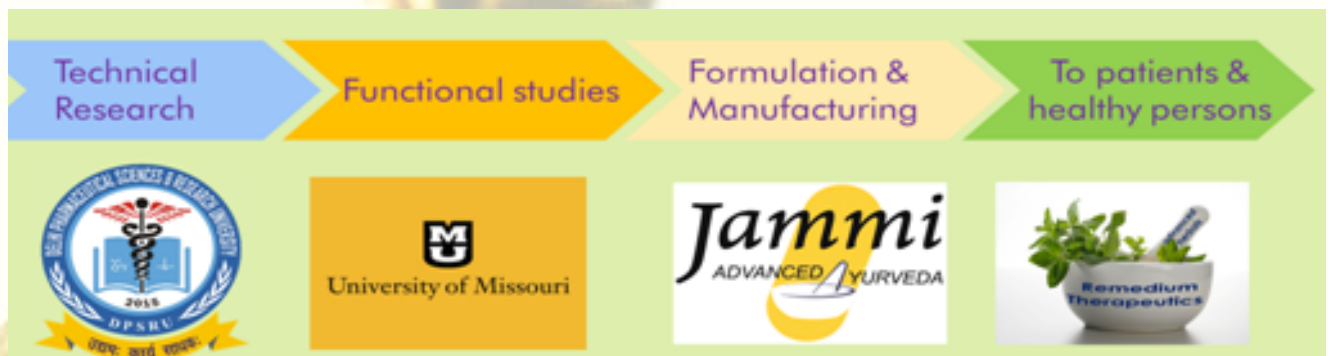 Technical
Research
Functional studies
Formulation &
Manufacturing
To patients &
healthy persons
DELHI PHARMACEUTICAL SCIENCES & RESEARCH UNIVERSITY
2015
DPSRU
University of Missouri
Jammi
ADVANCED AYURVEDA
Remedium
Therapeutics